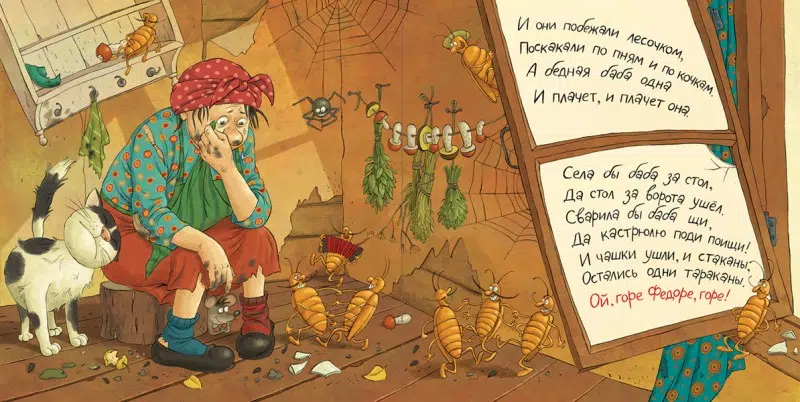 И они побежали лесочком,
Поскакали по пням и по кочкам.
А бедная баба одна
И плачет, и плачет она.
Села бы баба за стол,
Да стол за ворота ушёл.
Сварила бы баба щи,
Да кастрюлю поди поищи!
И чашки ушли, и стаканы,
Остались одни тараканы.
Ой, горе Федоре, горе!